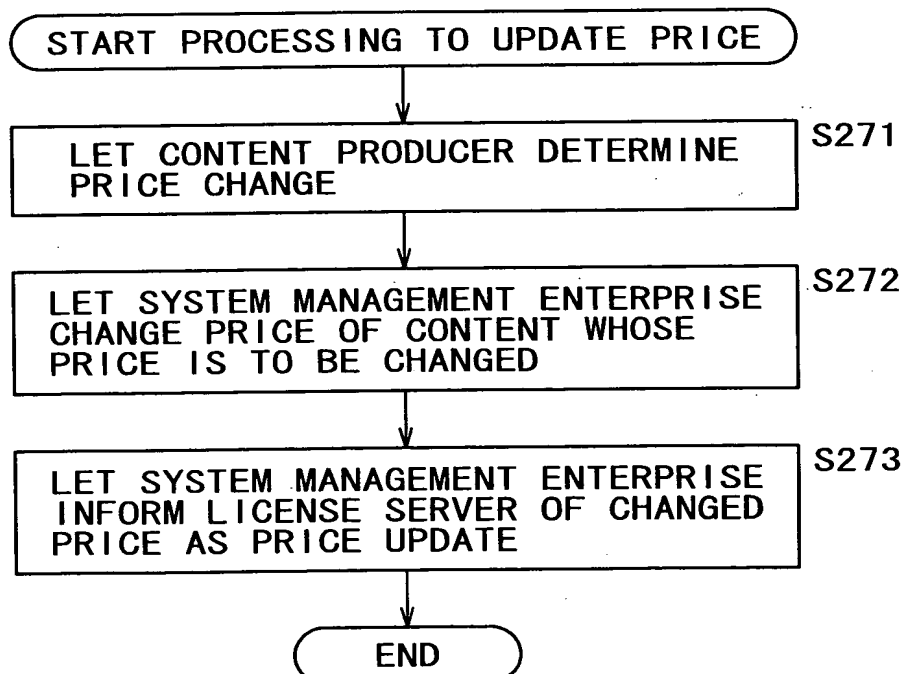 START PROCESSING TO UPDATE PRICE
S271
LET CONTENT PRODUCER DETERMINE
PRICE CHANGE
S272
LET SYSTEM MANAGEMENT ENTERPRISE
CHANGE PRICE OF CONTENT WHOSE
PRICE IS TO BE CHANGED
S273
LET SYSTEM MANAGEMENT ENTERPRISE
INFORM LICENSE SERVER OF CHANGED
PRICE AS PRICE UPDATE
END